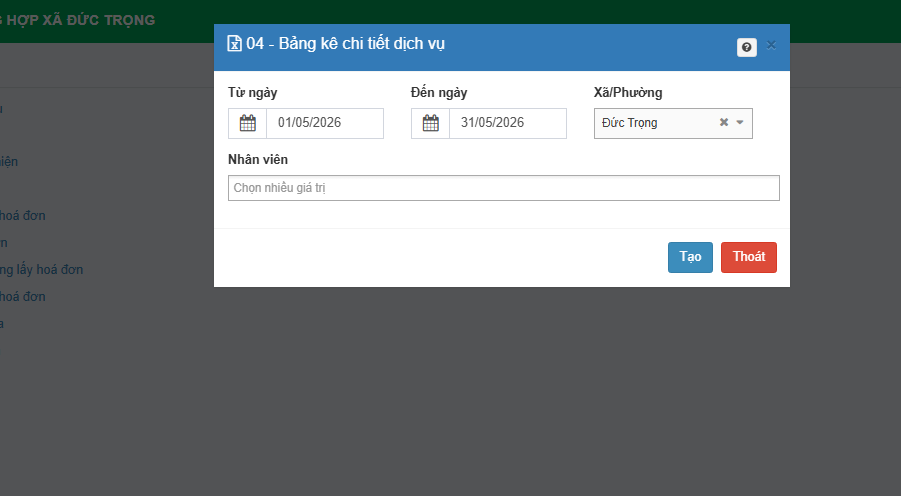 HỢP XÃ ĐỨC TRỌNG
04 - Bảng kê chi tiết dịch vụ
Từ ngày
Đến ngày
Xã/Phường
01/05/2026
31/05/2026
Đức Trọng
Nhân viên
iện
Chọn nhiều giá trị
hoá đơn
n
Tạo
Thoát
ng lấy hoá đơn
hoá đơn
a